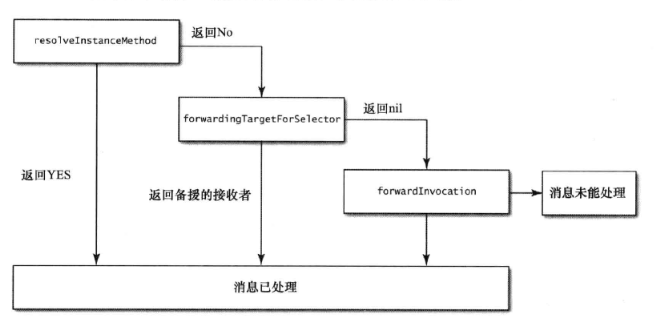 resolveInstanceMethod
返回No
forwardingTargetForSelector
返回nil
返回YES
返回备援的接收者
forwardInvocation
消息未能处理
消息已处理